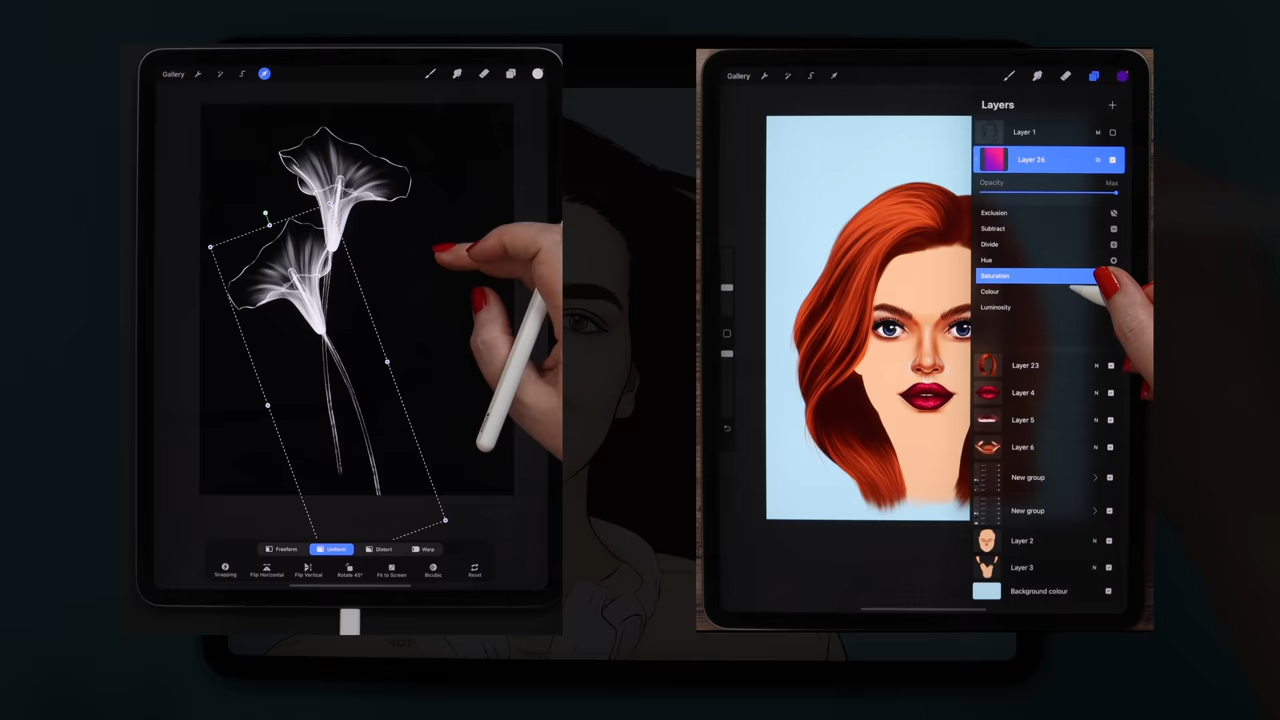 Gallery
Freeform
Uniform
Distort
Warp
Snapping
Flip Horizontal
Flip Vertical
Rotate 45°
Fit to Screen
Bicubic
Reset
Gallery
Layers
Layer 1 M
Layer 26
Opacity Max
Exclusion
Subtract
Divide
Hue
Saturation
Colour
Luminosity
Layer 23 N
Layer 4 N
Layer 5 N
Layer 6 N
New group
New group
Layer 2 N
Layer 3 N
Background colour